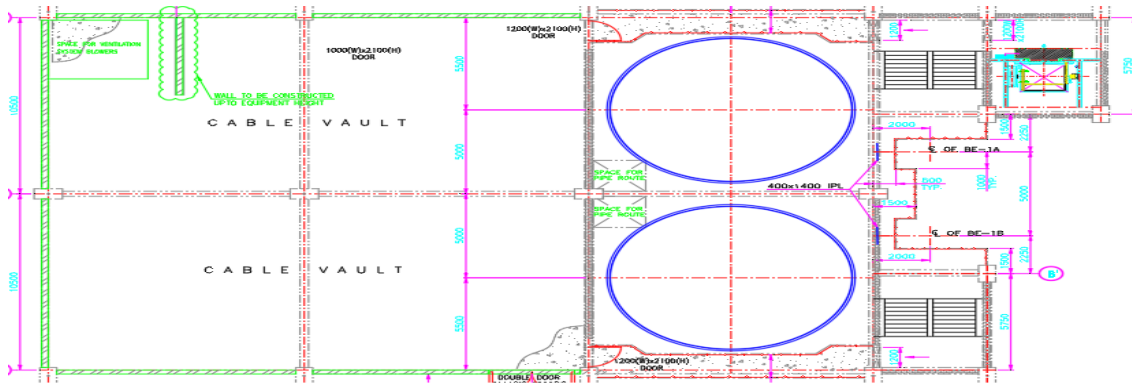 SPACE FOR VENTILATION
SYSTEM BLOWERS
1000(W)x2100(H)
DOOR
1200(W)x2100(H)
DOOR
WALL TO BE CONSTRUCTED
UPTO EQUIPMENT HEIGHT
CABLE VAULT
10500
5000
1200
5750
2000
1500
2250
℄ OF BE-1A
SPACE FOR
PIPE ROUTE
400x1400 IPL
TYP.
1000
TYP.
5000
SPACE FOR
PIPE ROUTE
1500
℄ OF BE-1B
CABLE VAULT
10500
5000
5500
2000
1500
2250
B'
5750
1200
1200(W)x2100(H)
DOOR
DOUBLE DOOR